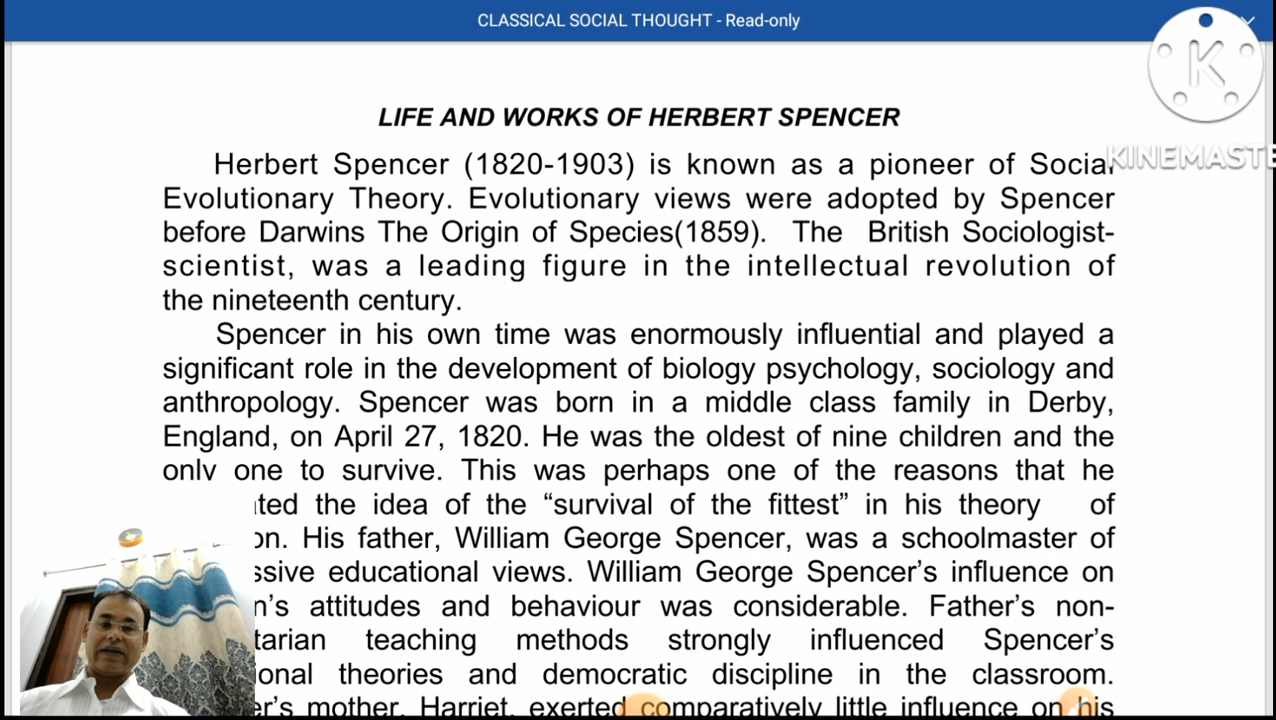 CLASSICAL SOCIAL THOUGHT - Read-only
K
KINEMASTE
LIFE AND WORKS OF HERBERT SPENCER
Herbert Spencer (1820-1903) is known as a pioneer of Social
Evolutionary Theory. Evolutionary views were adopted by Spencer
before Darwins The Origin of Species(1859). The British Sociologist-
scientist, was a leading figure in the intellectual revolution of
the nineteenth century.
Spencer in his own time was enormously influential and played a
significant role in the development of biology psychology, sociology and
anthropology. Spencer was born in a middle class family in Derby,
England, on April 27, 1820. He was the oldest of nine children and the
only one to survive. This was perhaps one of the reasons that he
ted the idea of the “survival of the fittest” in his theory of
on. His father, William George Spencer, was a schoolmaster of
ssive educational views. William George Spencer’s influence on
n’s attitudes and behaviour was considerable. Father’s non-
tarian teaching methods strongly influenced Spencer’s
onal theories and democratic discipline in the classroom.
er’s mother, Harriet, exerted comparatively little influence on his